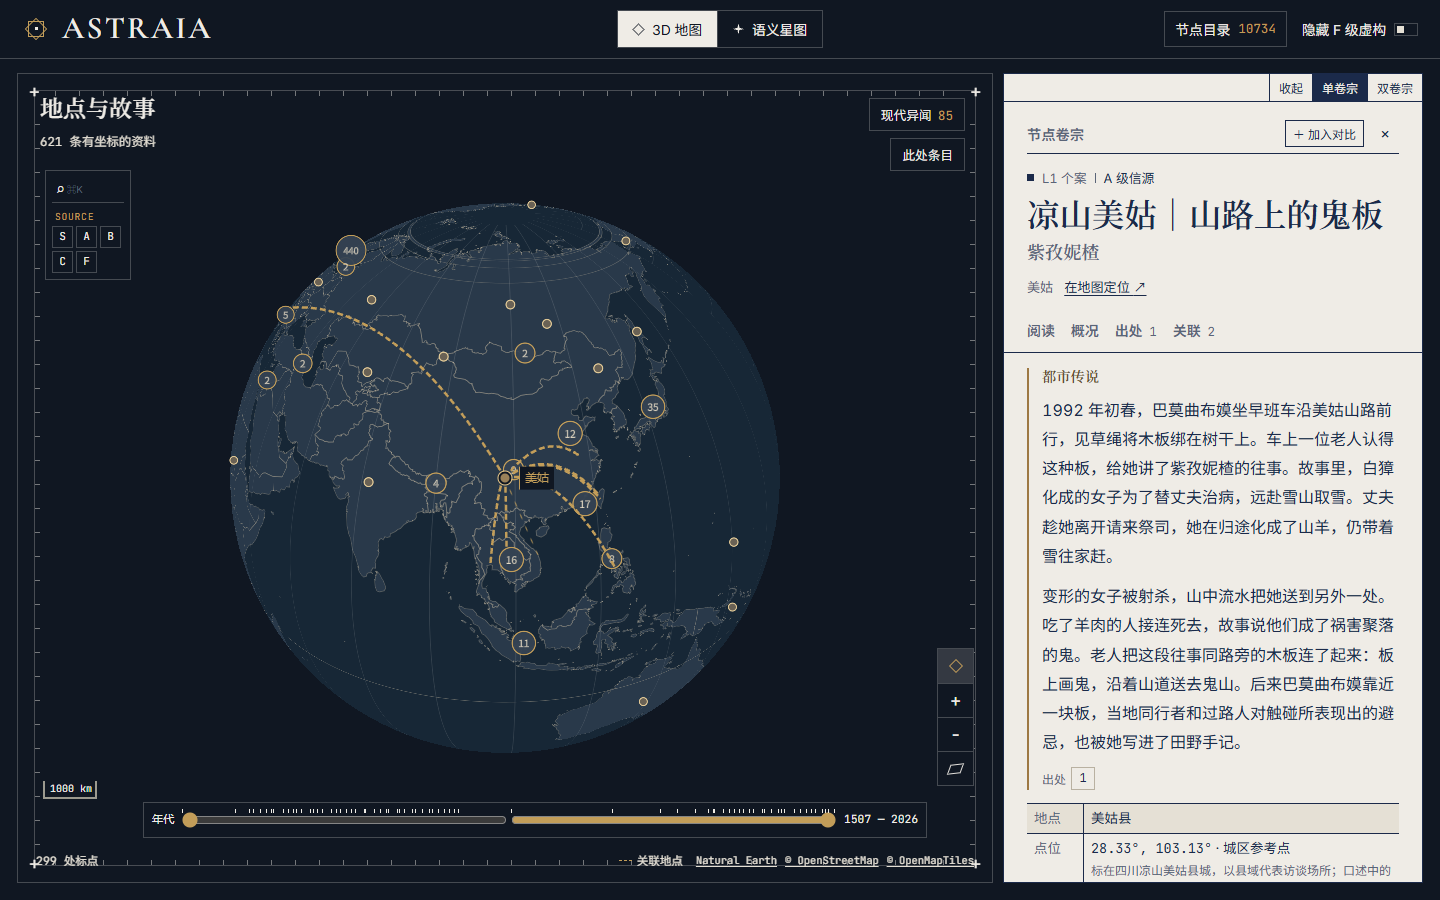 ASTRAIA
3D 地图
语义星图
节点目录 10734
隐藏 F 级虚构
地点与故事
621 条有坐标的资料
现代异闻 85
此处条目
⌘K
SOURCE
S A B
C F
440
2
5
2
2
2
35
12
9
美姑
4
17
16
8
11
+
-
1000 km
年代
1507 — 2026
299 处标点
关联地点 Natural Earth © OpenStreetMap © OpenMapTiles
收起 单卷宗 双卷宗
节点卷宗
+ 加入对比 ×
L1 个案 | A 级信源
凉山美姑｜山路上的鬼板
紫孜妮楂
美姑 在地图定位 ↗
阅读 概况 出处 1 关联 2
都市传说
1992 年初春，巴莫曲布嫫坐早班车沿美姑山路前
行，见草绳将木板绑在树干上。车上一位老人认得
这种板，给她讲了紫孜妮楂的往事。故事里，白獐
化成的女子为了替丈夫治病，远赴雪山取雪。丈夫
趁她离开请来祭司，她在归途化成了山羊，仍带着
雪往家赶。
变形的女子被射杀，山中流水把她送到另外一处。
吃了羊肉的人接连死去，故事说他们成了祸害聚落
的鬼。老人把这段往事同路旁的木板连了起来：板
上画鬼，沿着山道送去鬼山。后来巴莫曲布嫫靠近
一块板，当地同行者和过路人对触碰所表现出的避
忌，也被她写进了田野手记。
出处 1
地点 美姑县
点位 28.33°, 103.13° · 城区参考点
标在四川凉山美姑县城，以县域代表访谈场所；口述中的